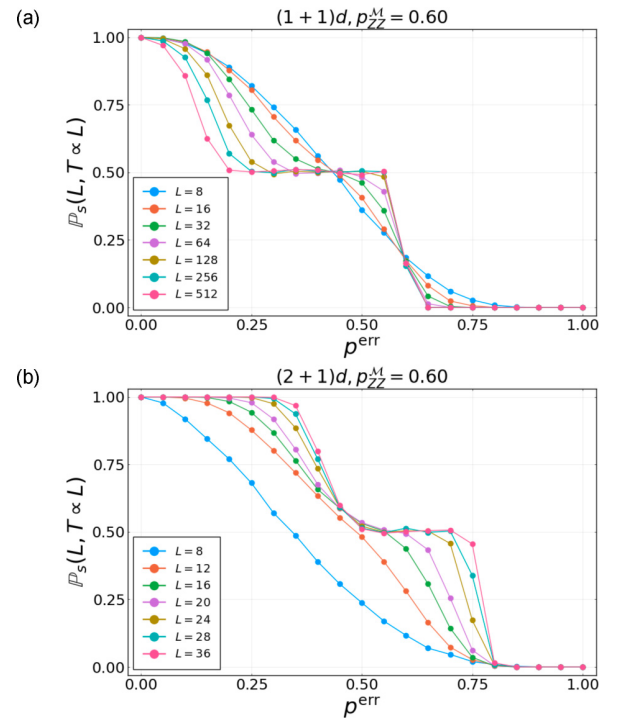 (a)
(1+1)d, p^M_ZZ = 0.60
ℙ_s(L, T ∝ L)
1.00
0.75
0.50
0.25
0.00
L = 8
L = 16
L = 32
L = 64
L = 128
L = 256
L = 512
0.00 0.25 0.50 0.75 1.00
p^err
(b)
(2+1)d, p^M_ZZ = 0.60
ℙ_s(L, T ∝ L)
1.00
0.75
0.50
0.25
0.00
L = 8
L = 12
L = 16
L = 20
L = 24
L = 28
L = 36
0.00 0.25 0.50 0.75 1.00
p^err